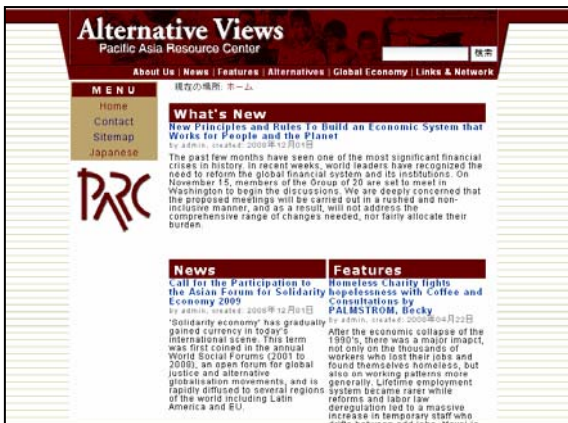 Alternative Views
Pacific Asia Resource Center
検索
About Us | News | Features | Alternatives | Global Economy | Links & Network
MENU
Home
Contact
Sitemap
Japanese
PARC
現在の場所: ホーム
What's New
New Principles and Rules To Build an Economic System that
Works for People and the Planet
by admin, created: 2008年12月01日
The past few months have seen one of the most significant financial
crises in history. In recent weeks, world leaders have recognized the
need to reform the global financial system and its institutions. On
November 15, members of the Group of 20 are set to meet in
Washington to begin the discussions. We are deeply concerned that
the proposed meetings will be carried out in a rushed and non-
inclusive manner, and as a result, will not address the
comprehensive range of changes needed, nor fairly allocate their
burden.
News
Call for the Participation to
the Asian Forum for Solidarity
Economy 2009
by admin, created: 2008年12月01日
"Solidarity economy" has gradually
gained currency in today's
international scene. This term
was first coined in the annual
World Social Forums (2001 to
2008), an open forum for global
justice and alternative
globalisation movements, and is
rapidly diffused to several regions
of the world including Latin
America and EU.
Features
Homeless Charity fights
hopelessness with Coffee and
Consultations by
PALMSTROM, Becky
by admin, created: 2008年04月22日
After the economic collapse of the
1990's, there was a major imapct,
not only on the thousands of
workers who lost their jobs and
found themselves homeless, but
also on working patterns more
generally. Lifetime employment
system became rarer while
reforms and labor law
deregulation led to a massive
increase in temporary staff who